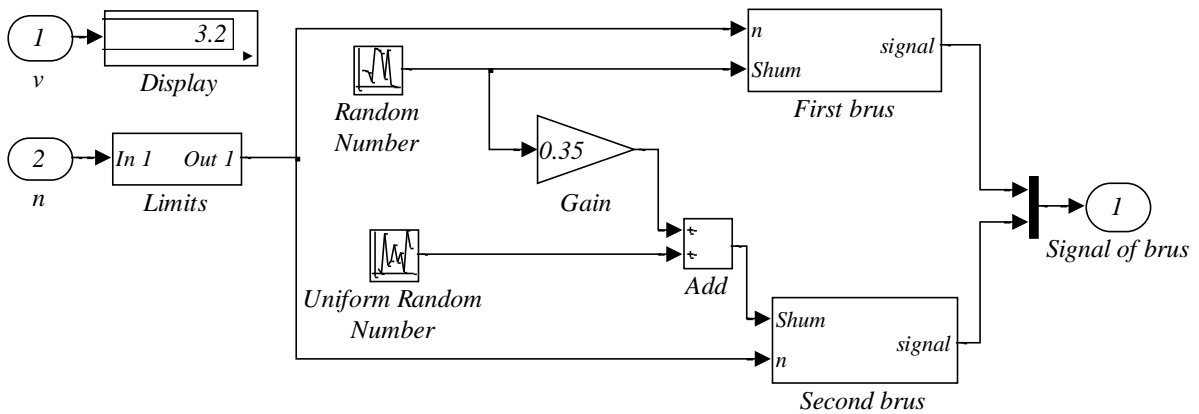 1
v
3.2
Display
2
n
In 1
Out 1
Limits
Random
Number
0.35
Gain
Uniform Random
Number
+
+
Add
n
Shum
signal
First brus
Shum
n
signal
Second brus
1
Signal of brus